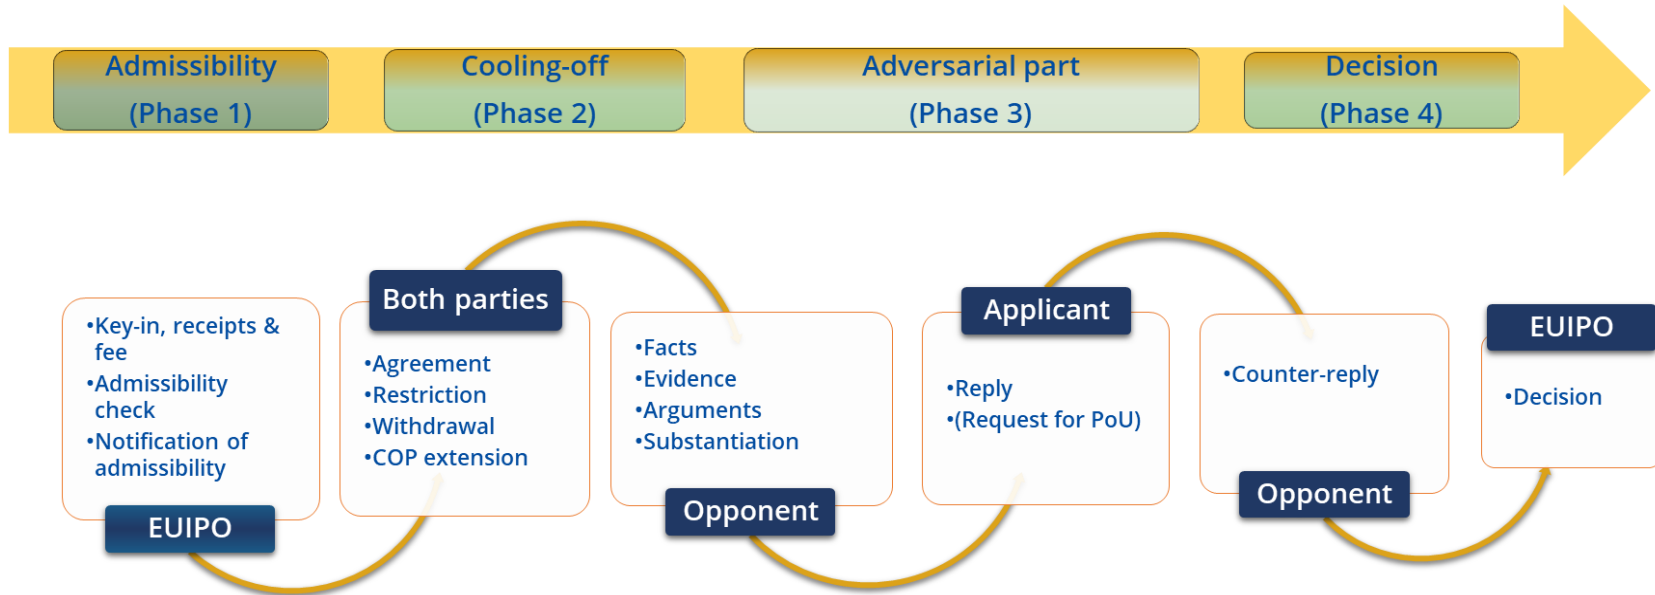 Admissibility
(Phase 1)
Cooling-off
(Phase 2)
Adversarial part
(Phase 3)
Decision
(Phase 4)
•Key-in, receipts &
fee
•Admissibility
check
•Notification of
admissibility
EUIPO
Both parties
•Agreement
•Restriction
•Withdrawal
•COP extension
•Facts
•Evidence
•Arguments
•Substantiation
Opponent
Applicant
•Reply
•(Request for PoU)
•Counter-reply
Opponent
EUIPO
•Decision